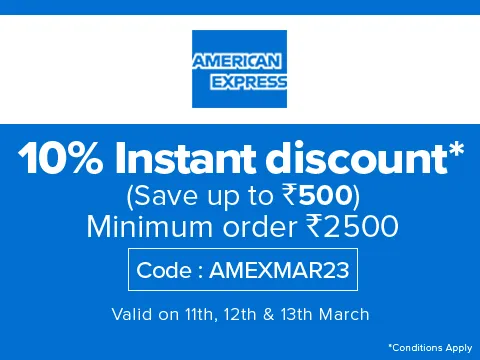 AMERICAN
EXPRESS
10% Instant discount*
(Save up to ₹500)
Minimum order ₹2500
Code : AMEXMAR23
Valid on 11th, 12th & 13th March
*Conditions Apply